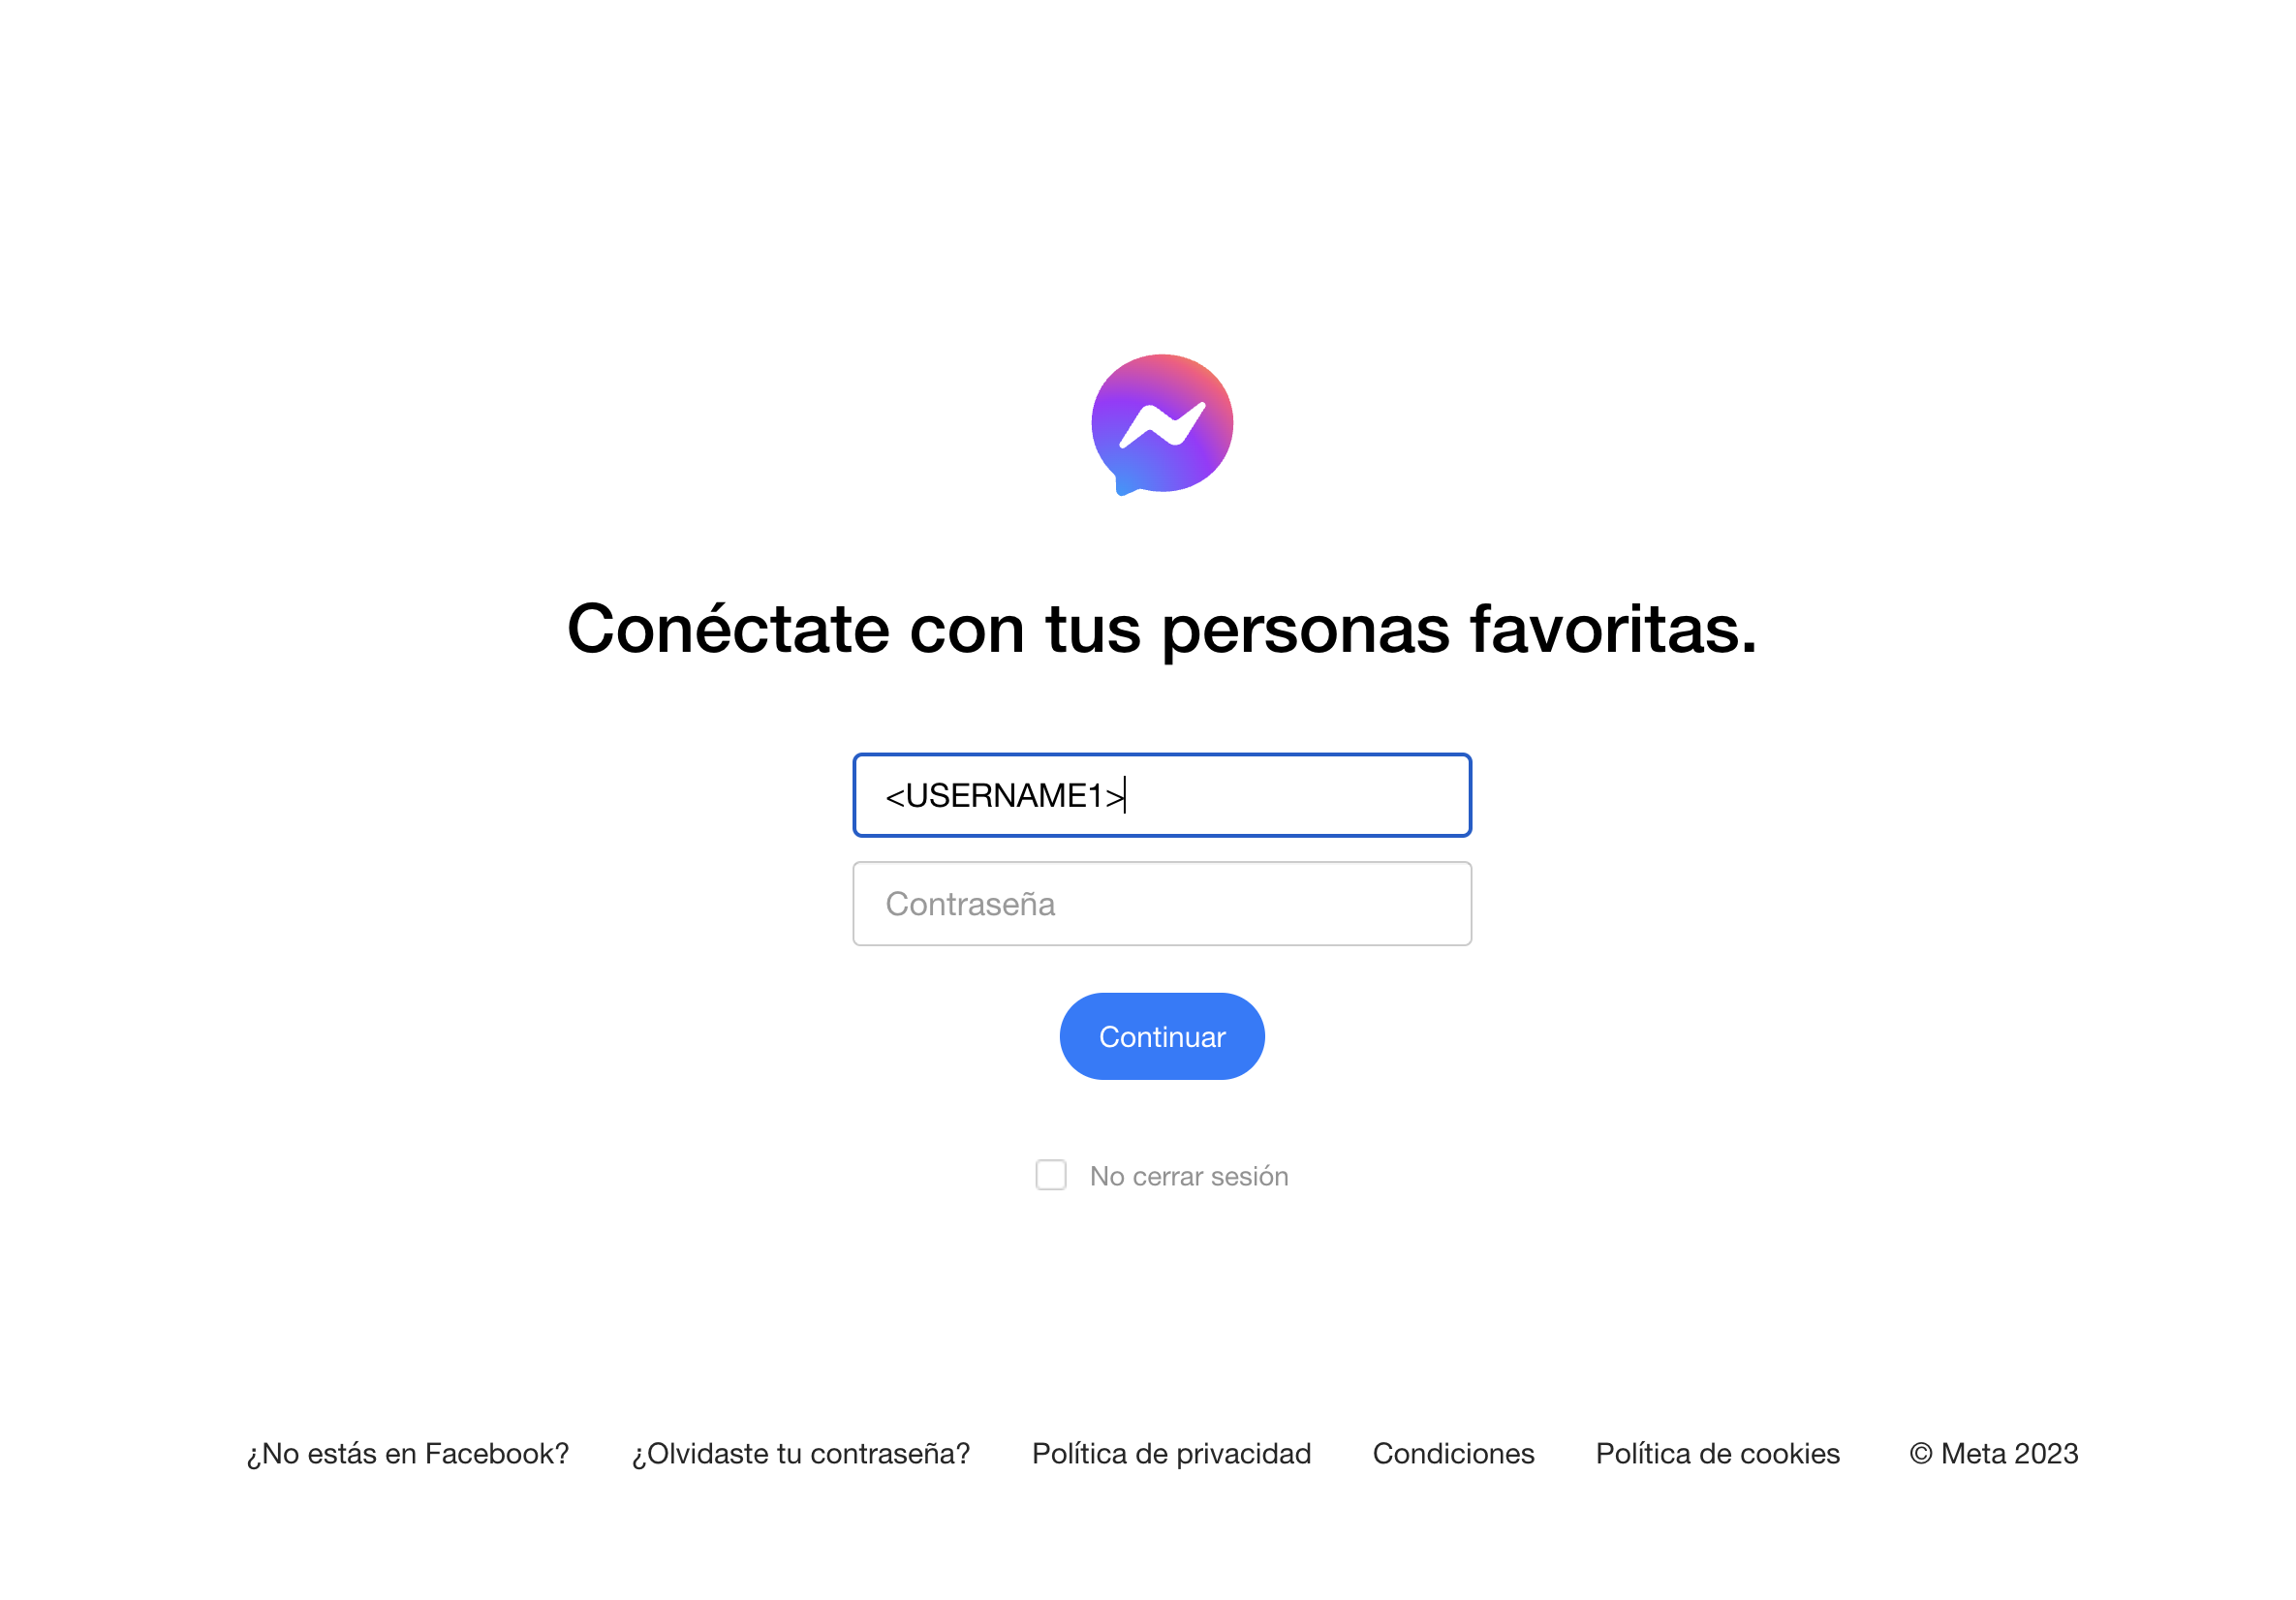 Conéctate con tus personas favoritas.
<USERNAME1>
Contraseña
Continuar
No cerrar sesión
¿No estás en Facebook? ¿Olvidaste tu contraseña? Política de privacidad Condiciones Política de cookies © Meta 2023